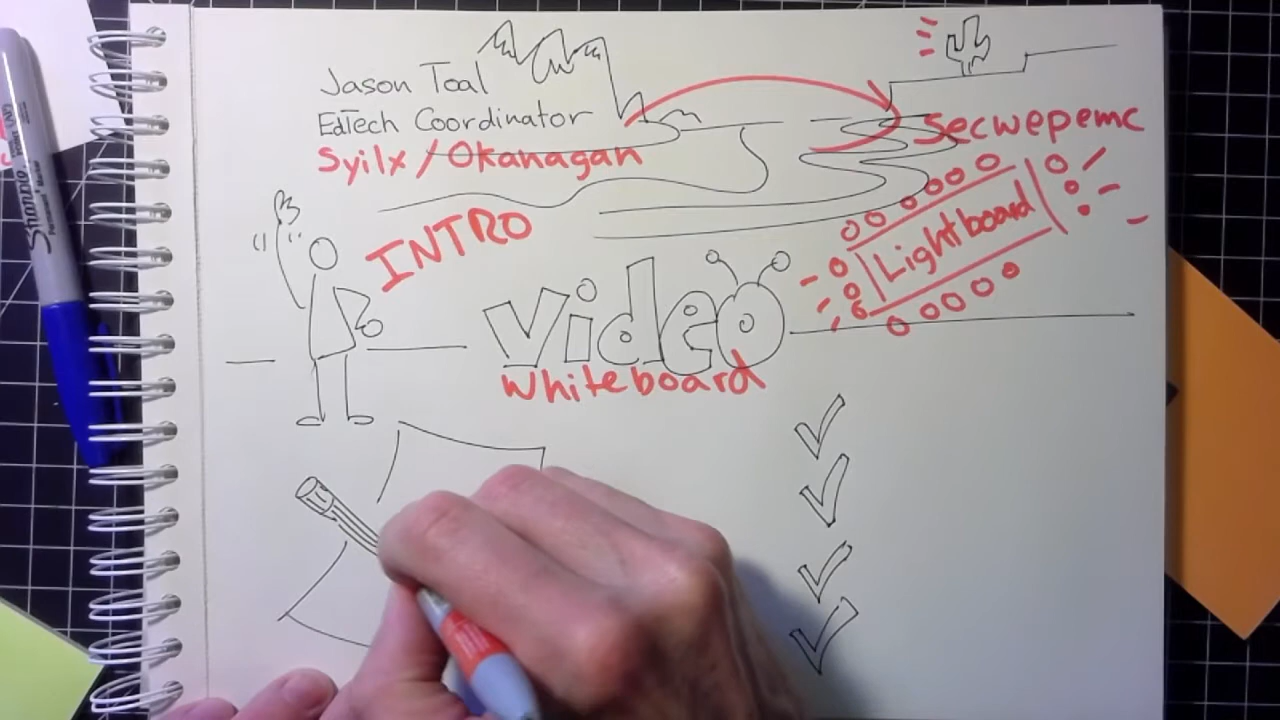 Jason Toal
EdTech Coordinator
Syilx / Okanagan
Secwepemc
INTRO
Lightboard
Video
Whiteboard
Sharpie